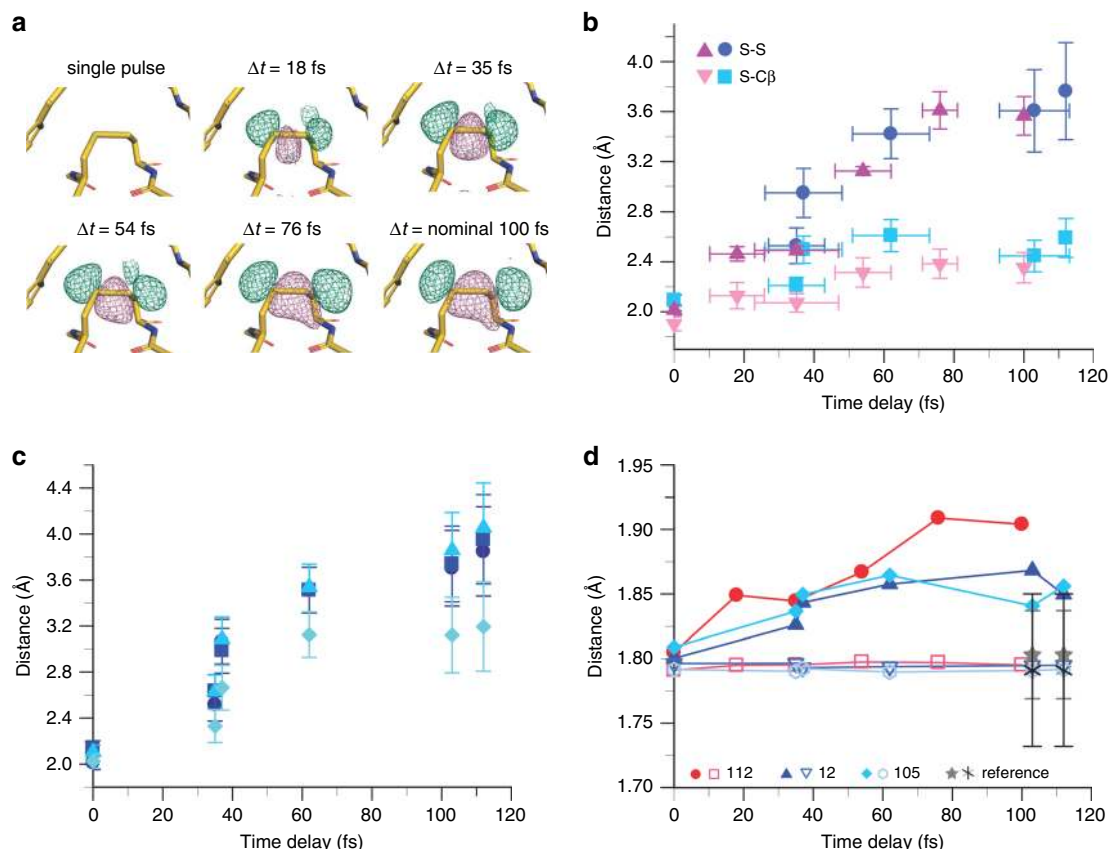 a
single pulse
Δt = 18 fs
Δt = 35 fs
Δt = 54 fs
Δt = 76 fs
Δt = nominal 100 fs
b
S-S
S-Cβ
4.0
3.6
3.2
2.8
2.4
2.0
Distance (Å)
0 20 40 60 80 100 120
Time delay (fs)
c
4.4
4.0
3.6
3.2
2.8
2.4
2.0
Distance (Å)
0 20 40 60 80 100 120
Time delay (fs)
d
1.95
1.90
1.85
1.80
1.75
1.70
Distance (Å)
112 12 105 reference
0 20 40 60 80 100 120
Time delay (fs)